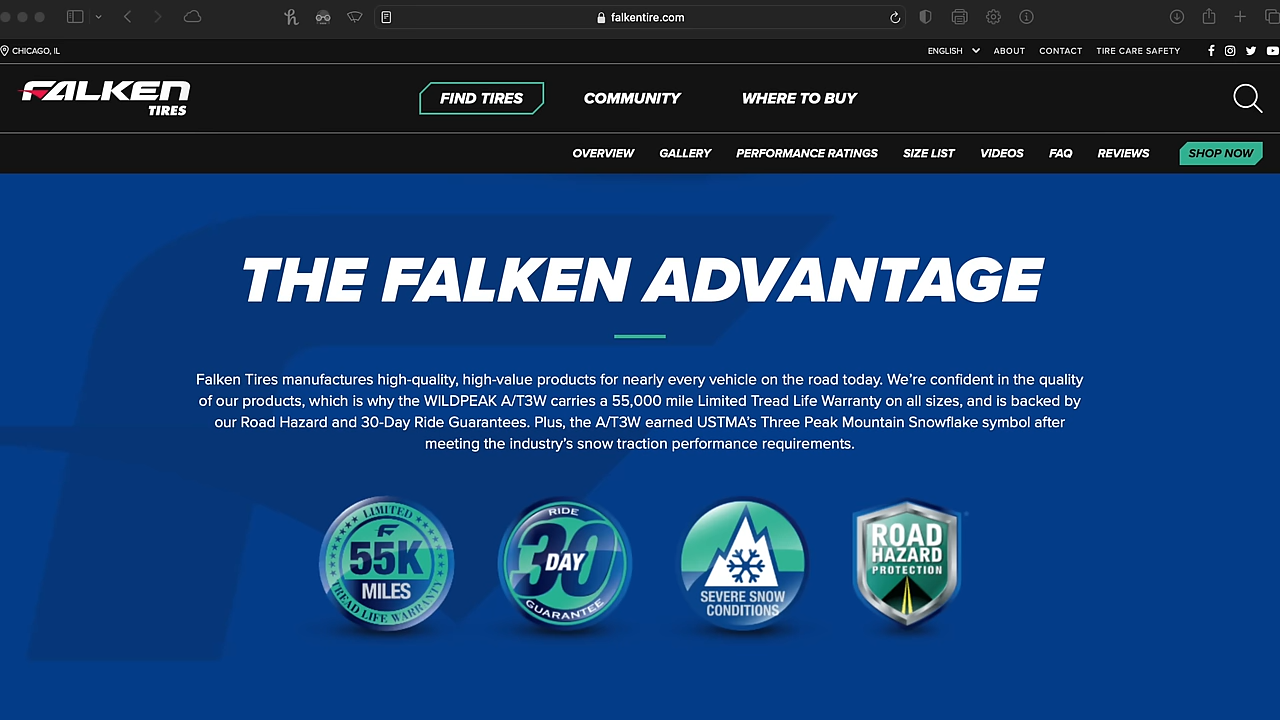 falkentire.com
CHICAGO, IL
ENGLISH
ABOUT
CONTACT
TIRE CARE SAFETY
FALKEN
TIRES
FIND TIRES
COMMUNITY
WHERE TO BUY
OVERVIEW
GALLERY
PERFORMANCE RATINGS
SIZE LIST
VIDEOS
FAQ
REVIEWS
SHOP NOW
THE FALKEN ADVANTAGE
Falken Tires manufactures high-quality, high-value products for nearly every vehicle on the road today. We're confident in the quality
of our products, which is why the WILDPEAK A/T3W carries a 55,000 mile Limited Tread Life Warranty on all sizes, and is backed by
our Road Hazard and 30-Day Ride Guarantees. Plus, the A/T3W earned USTMA's Three Peak Mountain Snowflake symbol after
meeting the industry's snow traction performance requirements.
LIMITED
55K
MILES
TREAD LIFE WARRANTY
RIDE
30
DAY
GUARANTEE
SEVERE SNOW
CONDITIONS
ROAD
HAZARD
PROTECTION